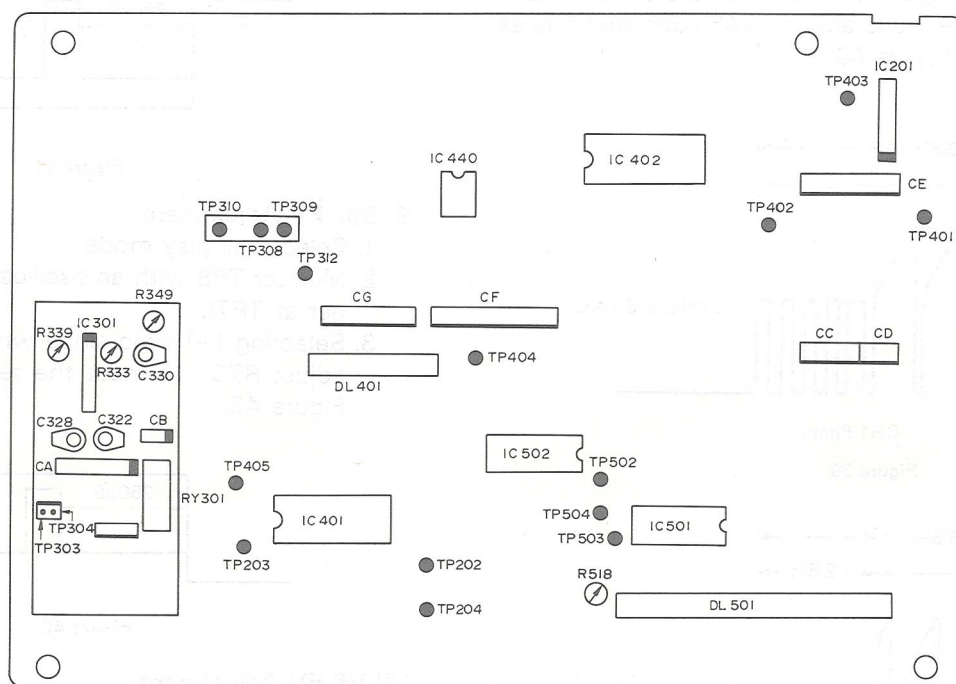 IC201
TP403
IC 440
IC 402
CE
TP310
TP309
TP308
TP402
TP401
TP312
R349
CG
CF
IC301
R339
R333
C330
CC
CD
TP404
DL 401
C328
C322
CB
CA
IC 502
TP405
TP502
RY301
TP504
IC 501
IC 401
TP503
TP304
TP303
TP203
TP202
R518
TP204
DL 501